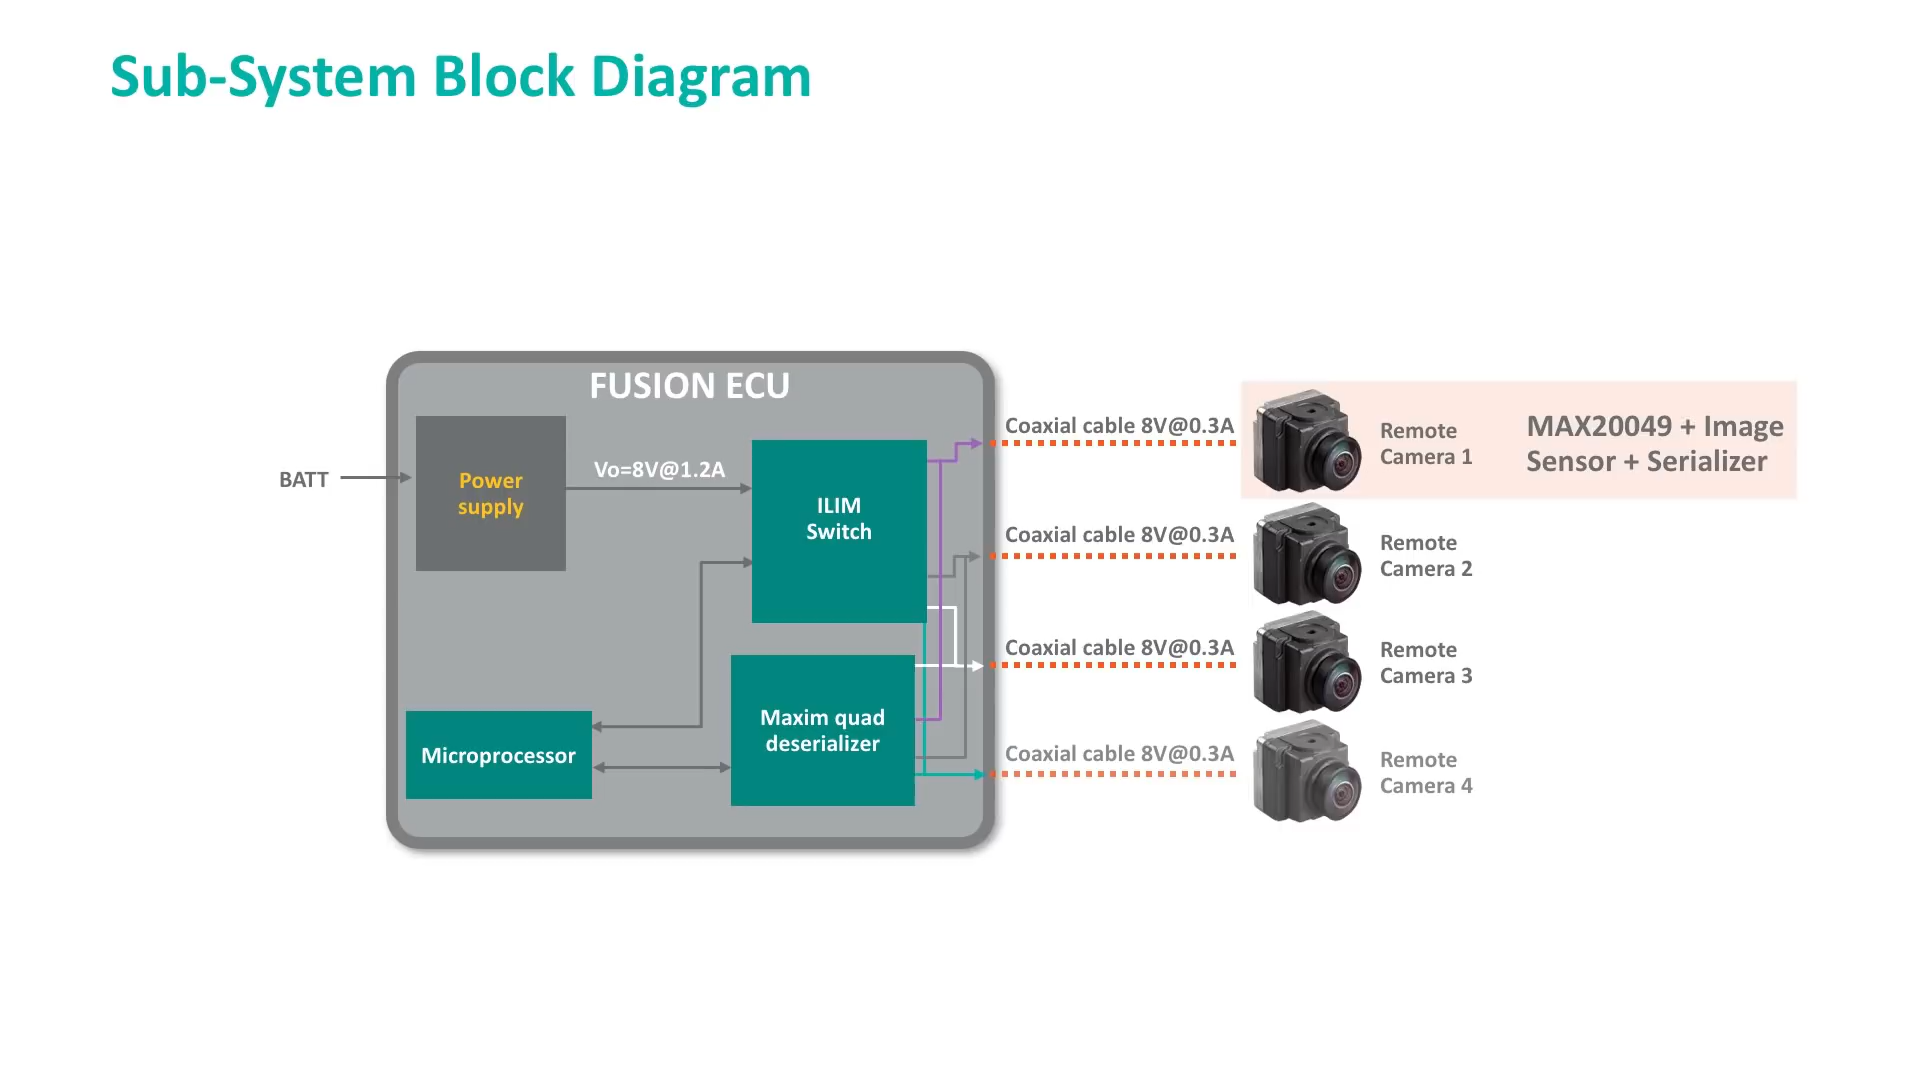 Sub-System Block Diagram
FUSION ECU
BATT
Power
supply
Vo=8V@1.2A
ILIM
Switch
Microprocessor
Maxim quad
deserializer
Coaxial cable 8V@0.3A
Remote
Camera 1
MAX20049 + Image
Sensor + Serializer
Coaxial cable 8V@0.3A
Remote
Camera 2
Coaxial cable 8V@0.3A
Remote
Camera 3
Coaxial cable 8V@0.3A
Remote
Camera 4